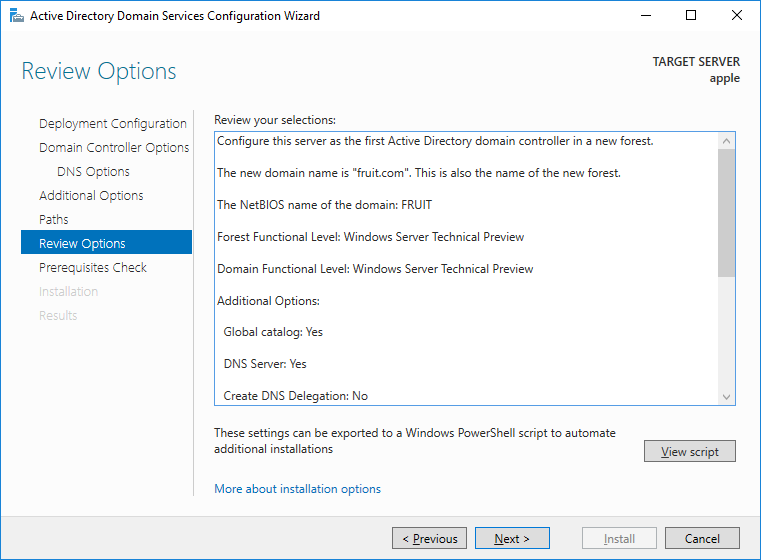 Active Directory Domain Services Configuration Wizard
Review Options
TARGET SERVER
apple
Deployment Configuration
Domain Controller Options
DNS Options
Additional Options
Paths
Review Options
Prerequisites Check
Installation
Results
Review your selections:
Configure this server as the first Active Directory domain controller in a new forest.
The new domain name is "fruit.com". This is also the name of the new forest.
The NetBIOS name of the domain: FRUIT
Forest Functional Level: Windows Server Technical Preview
Domain Functional Level: Windows Server Technical Preview
Additional Options:
Global catalog: Yes
DNS Server: Yes
Create DNS Delegation: No
These settings can be exported to a Windows PowerShell script to automate
additional installations
View script
More about installation options
< Previous
Next >
Install
Cancel